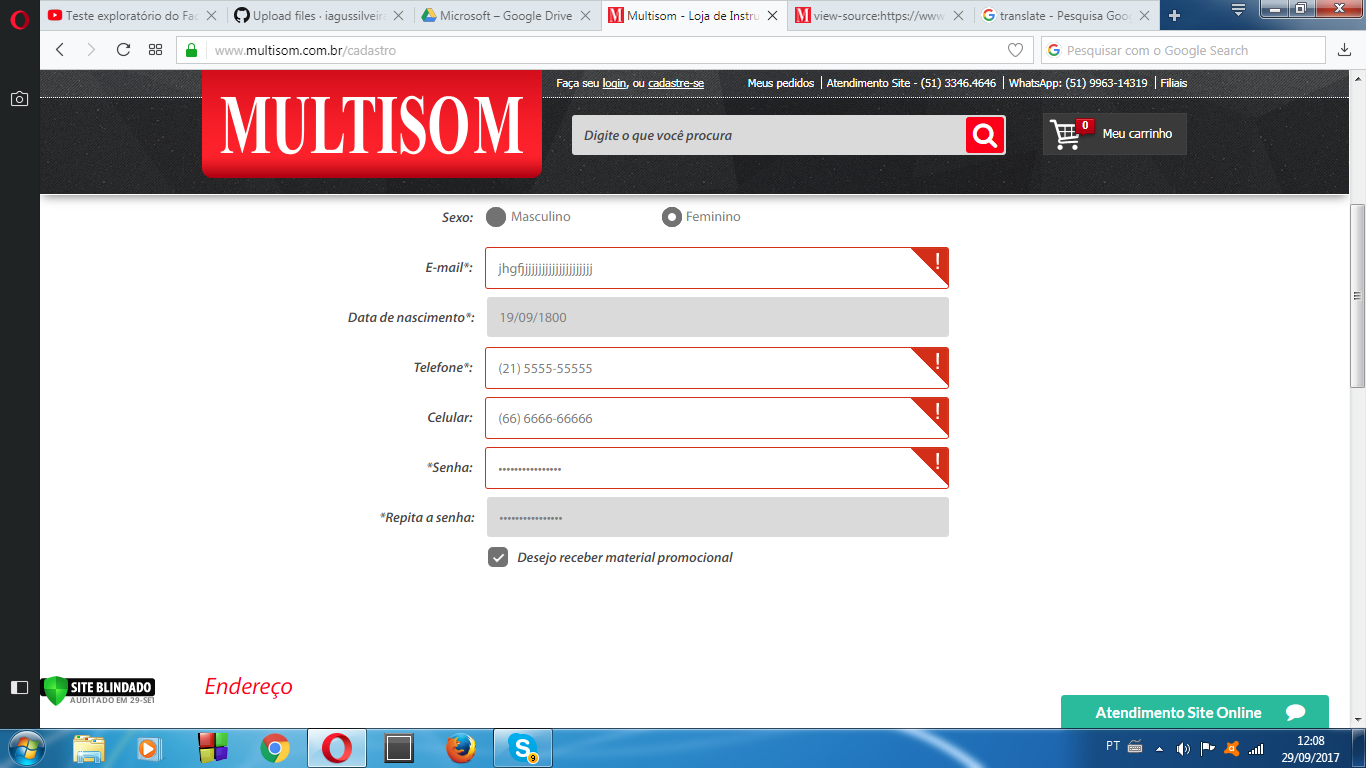 Teste exploratório do Fac
Upload files · iagussilveir
Microsoft – Google Drive
Multisom - Loja de Instru
view-source:https://www
translate - Pesquisa Goo
www.multisom.com.br/cadastro
Pesquisar com o Google Search
Faça seu login, ou cadastre-se
Meus pedidos | Atendimento Site - (51) 3346.4646 | WhatsApp: (51) 9963-14319 | Filiais
MULTISOM
Digite o que você procura
0
Meu carrinho
Sexo: Masculino Feminino
E-mail*:
Data de nascimento*: 19/09/1800
Telefone*: (21) 5555-55555
Celular: (66) 6666-66666
*Senha: ••••••••••••••••
*Repita a senha: ••••••••••••••••
Desejo receber material promocional
SITE BLINDADO
AUDITADO EM 29-SET
Endereço
Atendimento Site Online
9
PT
12:08
29/09/2017